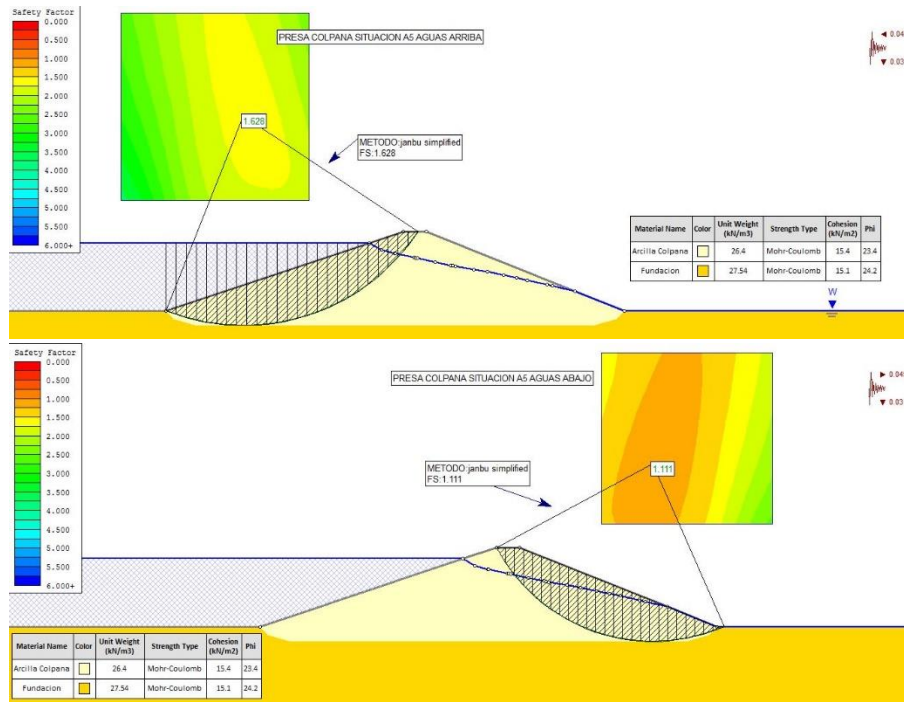 Safety Factor
0.000
0.500
1.000
1.500
2.000
2.500
3.000
3.500
4.000
4.500
5.000
5.500
6.000+
PRESA COLPANA SITUACION A5 AGUAS ARRIBA
1.628
METODO:janbu simplified
FS:1.628
0.04
0.03
Material Name Color Unit Weight (kN/m3) Strength Type Cohesion (kN/m2) Phi
Arcilla Colpana 26.4 Mohr-Coulomb 15.4 23.4
Fundacion 27.54 Mohr-Coulomb 15.1 24.2
W
Safety Factor
0.000
0.500
1.000
1.500
2.000
2.500
3.000
3.500
4.000
4.500
5.000
5.500
6.000+
PRESA COLPANA SITUACION A5 AGUAS ABAJO
1.111
METODO:janbu simplified
FS:1.111
0.03
Material Name Color Unit Weight (kN/m3) Strength Type Cohesion (kN/m2) Phi
Arcilla Colpana 26.4 Mohr-Coulomb 15.4 23.4
Fundacion 27.54 Mohr-Coulomb 15.1 24.2